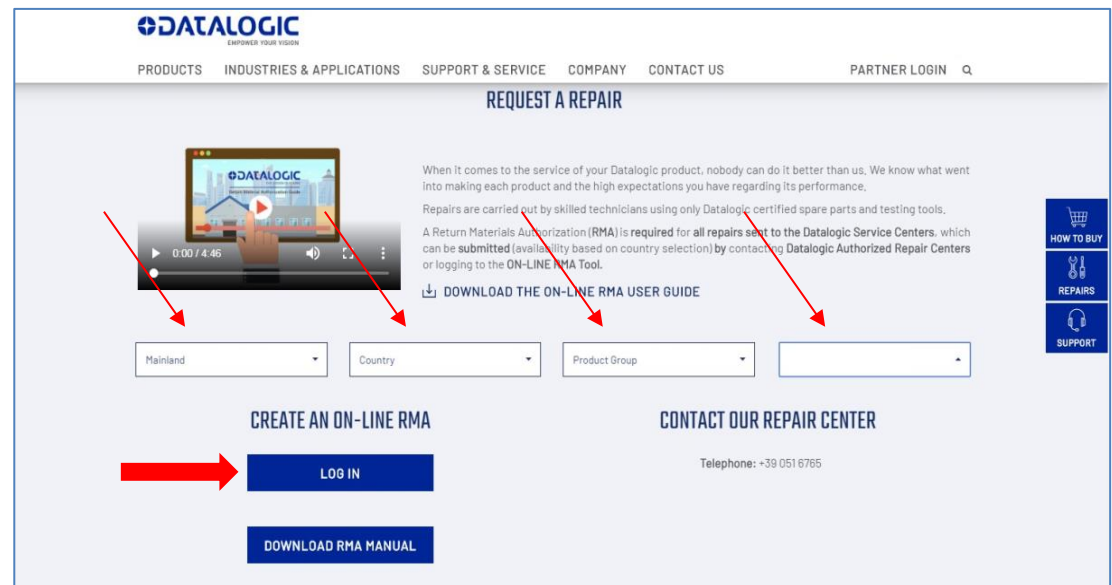 DATALOGIC
EMPOWER YOUR VISION
PRODUCTS INDUSTRIES & APPLICATIONS SUPPORT & SERVICE COMPANY CONTACT US PARTNER LOGIN
REQUEST A REPAIR
DATALOGIC
0:00 / 4:46
When it comes to the service of your Datalogic product, nobody can do it better than us. We know what went
into making each product and the high expectations you have regarding its performance.
Repairs are carried out by skilled technicians using only Datalogic certified spare parts and testing tools.
A Return Materials Authorization (RMA) is required for all repairs sent to the Datalogic Service Centers, which
can be submitted (availability based on country selection) by contacting Datalogic Authorized Repair Centers
or logging to the ON-LINE RMA Tool.
DOWNLOAD THE ON-LINE RMA USER GUIDE
HOW TO BUY
REPAIRS
SUPPORT
Mainland Country Product Group
CREATE AN ON-LINE RMA
LOG IN
DOWNLOAD RMA MANUAL
CONTACT OUR REPAIR CENTER
Telephone: +39 051 6765